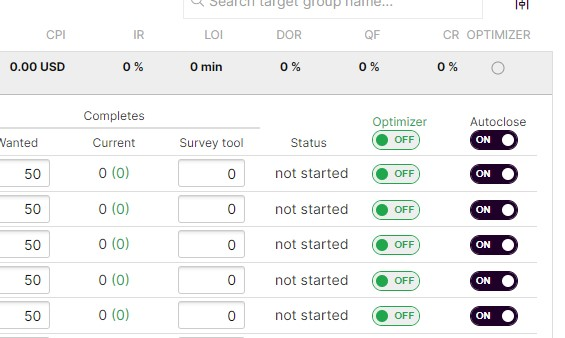 Search target group name...
CPI IR LOI DOR QF CR OPTIMIZER
0.00 USD 0 % 0 min 0 % 0 % 0 %
Completes
Optimizer Autoclose
Wanted Current Survey tool Status OFF ON
50 0 (0) 0 not started OFF ON
50 0 (0) 0 not started OFF ON
50 0 (0) 0 not started OFF ON
50 0 (0) 0 not started OFF ON
50 0 (0) 0 not started OFF ON